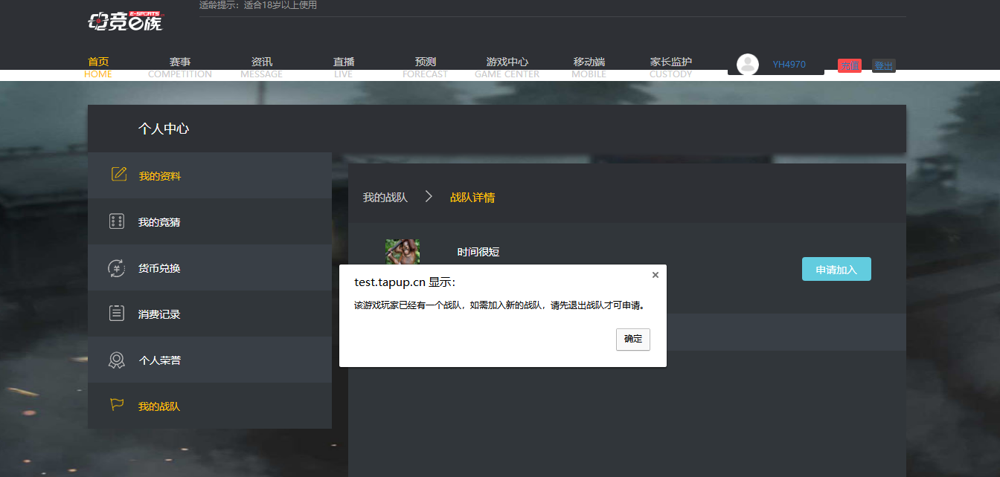 适龄提示：适合18岁以上使用
E-SPORTS
电竞e族
首页
赛事
资讯
直播
预测
游戏中心
移动端
家长监护
HOME
COMPETITION
MESSAGE
LIVE
FORECAST
GAME CENTER
MOBILE
CUSTODY
YH4970
充值
登出
个人中心
我的资料
我的竞猜
货币兑换
消费记录
个人荣誉
我的战队
我的战队
战队详情
时间很短
申请加入
test.tapup.cn 显示：
该游戏玩家已经有一个战队，如需加入新的战队，请先退出战队才可申请。
确定